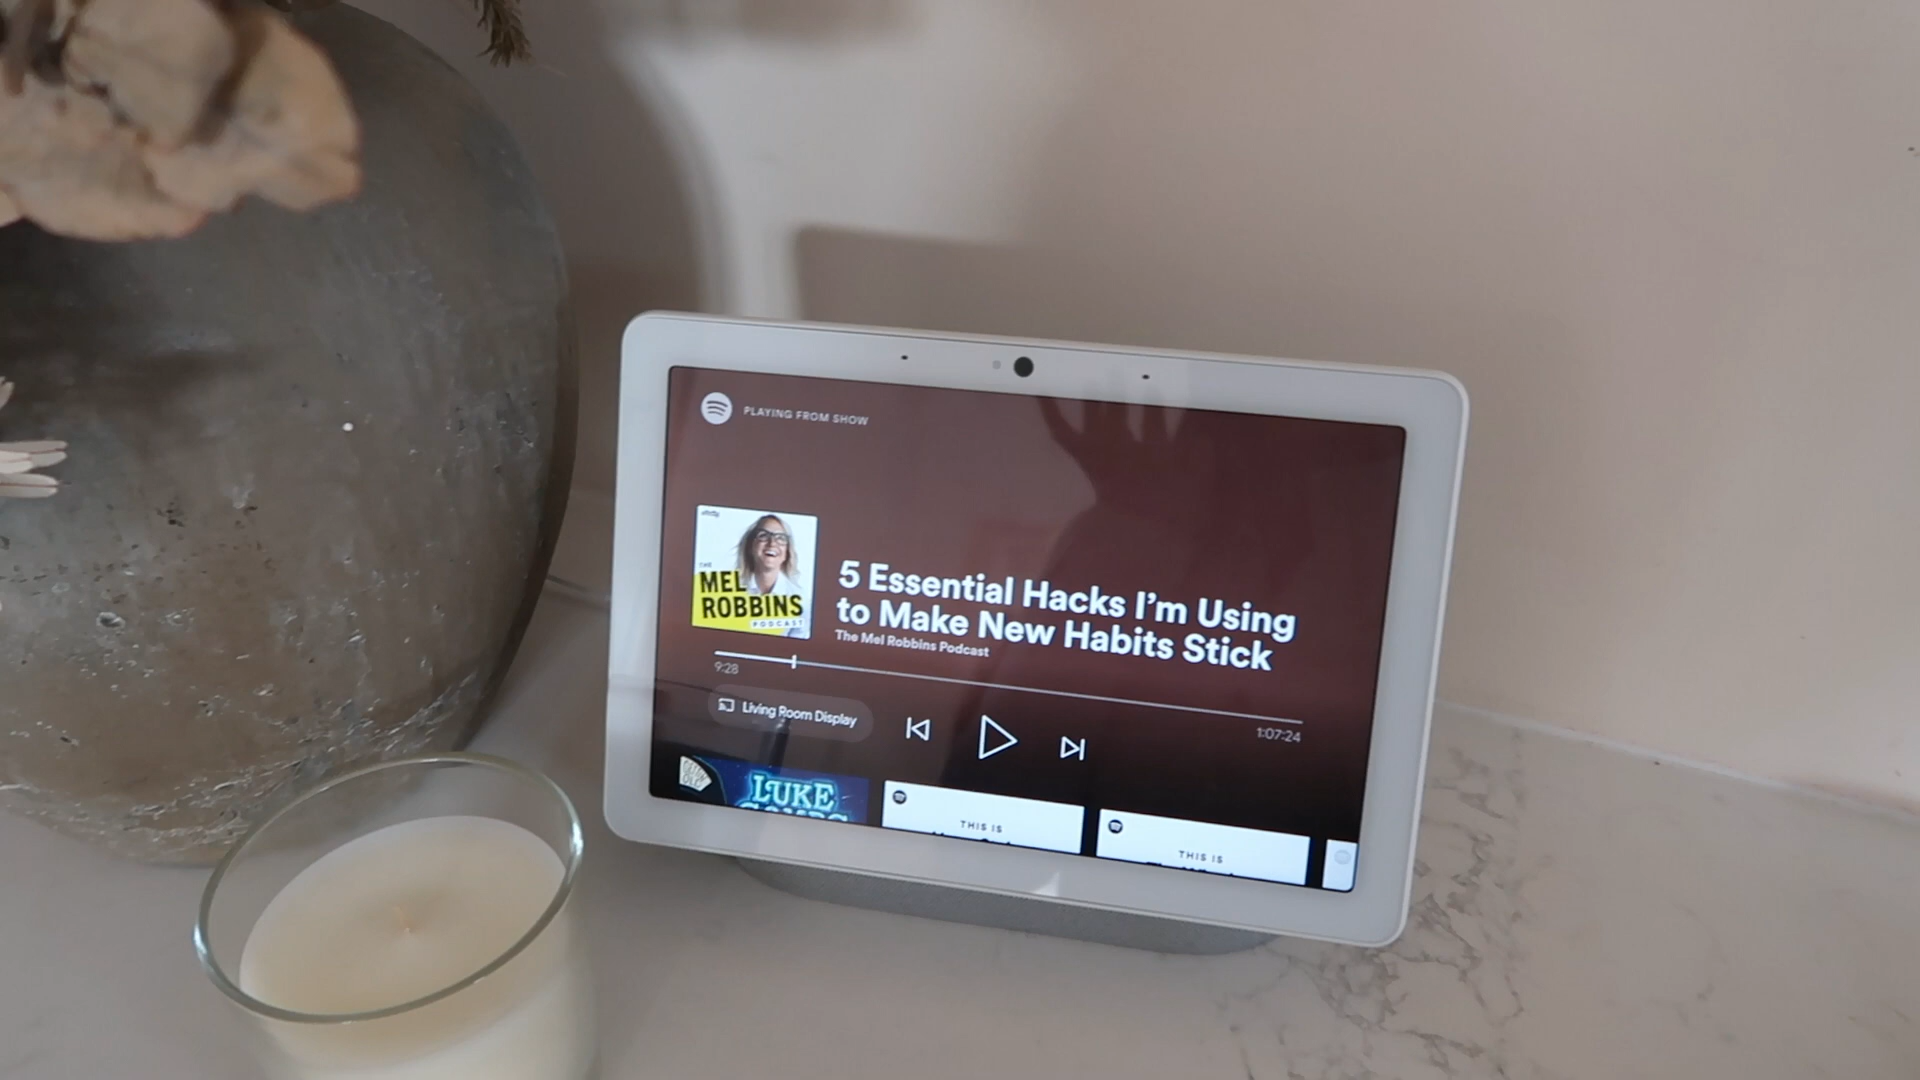 PLAYING FROM SHOW
THE
MEL
ROBBINS
PODCAST
5 Essential Hacks I'm Using
to Make New Habits Stick
The Mel Robbins Podcast
9:28
1:07:24
Living Room Display
LUKE
COMBS
THIS IS
THIS IS